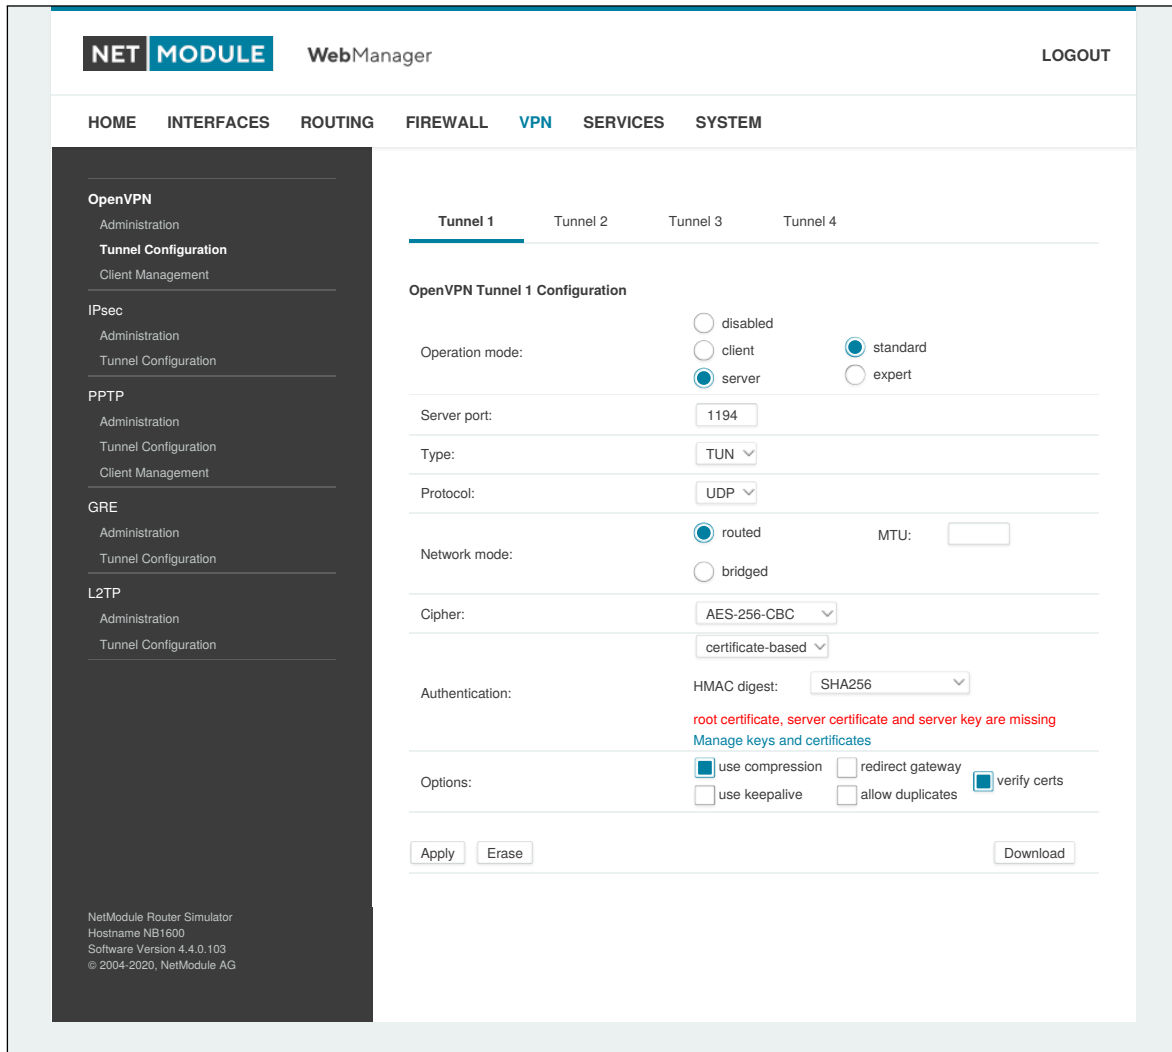 NET MODULE WebManager LOGOUT
HOME INTERFACES ROUTING FIREWALL VPN SERVICES SYSTEM
OpenVPN
Administration
Tunnel Configuration
Client Management
IPsec
Administration
Tunnel Configuration
PPTP
Administration
Tunnel Configuration
Client Management
GRE
Administration
Tunnel Configuration
L2TP
Administration
Tunnel Configuration
NetModule Router Simulator
Hostname NB1600
Software Version 4.4.0.103
© 2004-2020, NetModule AG
Tunnel 1 Tunnel 2 Tunnel 3 Tunnel 4
OpenVPN Tunnel 1 Configuration
Operation mode:
disabled
client
server
standard
expert
Server port: 1194
Type: TUN
Protocol: UDP
Network mode:
routed MTU:
bridged
Cipher: AES-256-CBC
Authentication:
certificate-based
HMAC digest: SHA256
root certificate, server certificate and server key are missing
Manage keys and certificates
Options:
use compression redirect gateway verify certs
use keepalive allow duplicates
Apply Erase Download